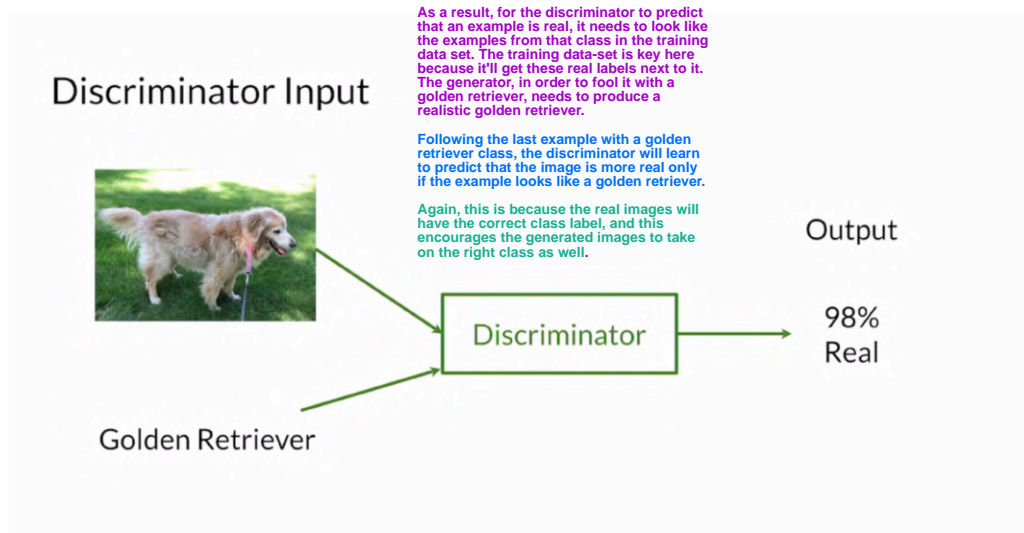 As a result, for the discriminator to predict
that an example is real, it needs to look like
the examples from that class in the training
data set. The training data-set is key here
because it'll get these real labels next to it.
The generator, in order to fool it with a
golden retriever, needs to produce a
realistic golden retriever.
Following the last example with a golden
retriever class, the discriminator will learn
to predict that the image is more real only
if the example looks like a golden retriever.
Again, this is because the real images will
have the correct class label, and this
encourages the generated images to take
on the right class as well.
Discriminator Input
Golden Retriever
Discriminator
Output
98%
Real